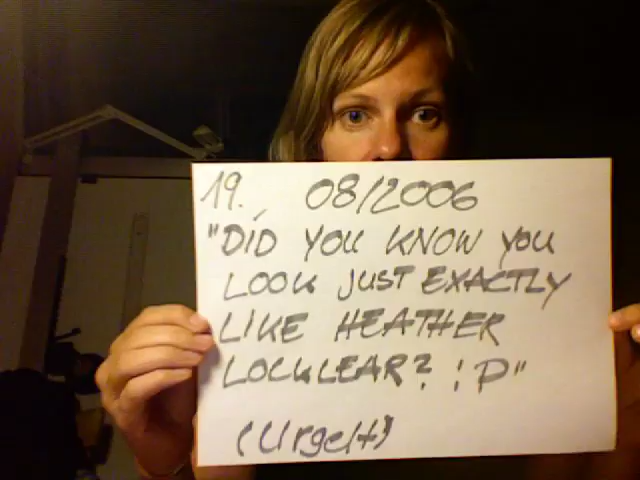 19., 08/2006
"DID YOU KNOW YOU
LOOK JUST EXACTLY
LIKE HEATHER
LOCKLEAR? :P"
(Urgelt)